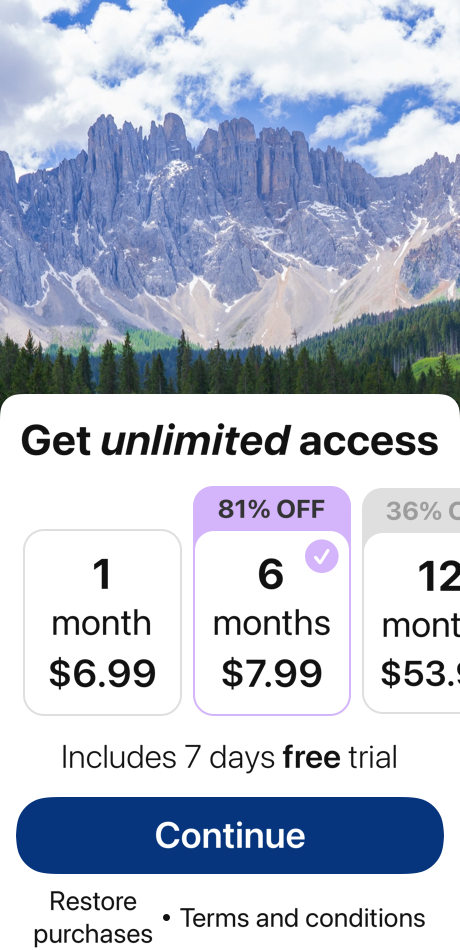 Get unlimited access
81% OFF
36%
1
month
$6.99
6
months
$7.99
12
Includes 7 days free trial
Continue
Restore
purchases
• Terms and conditions